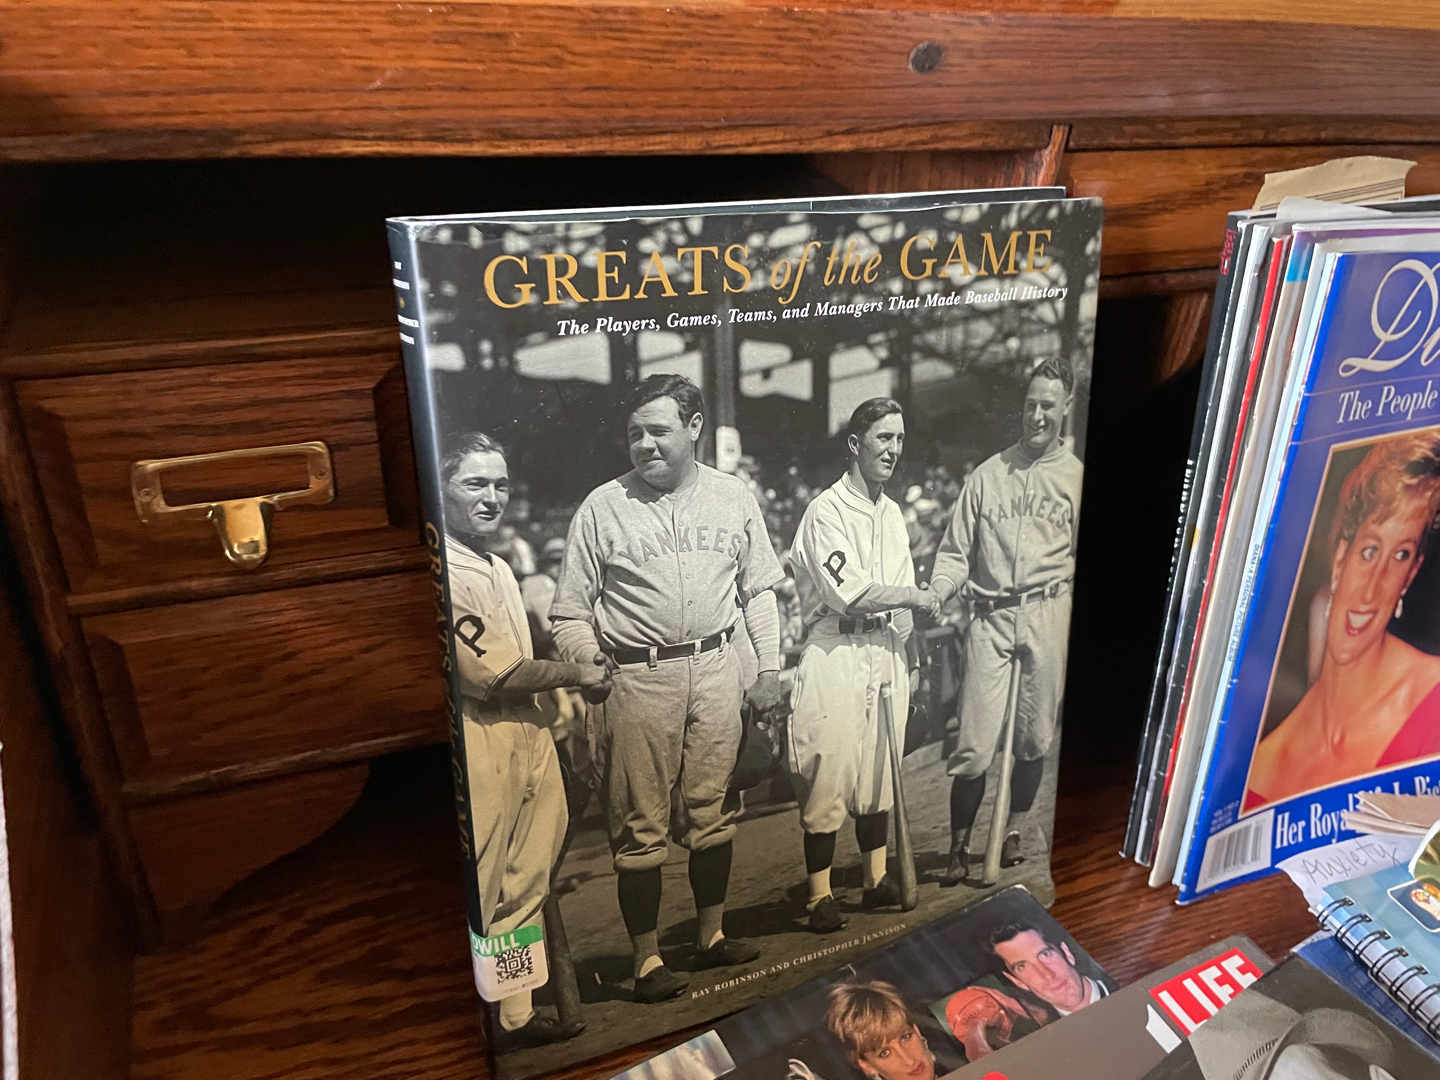 GREATS of the GAME
The Players, Games, Teams, and Managers That Made Baseball History
YANKEES
YANKEES
P
P
RAY ROBINSON AND CHRISTOPHER JENNISON
GREATS of the GAME
DWILL
The People
Her Royal
Anxiety
LIFE